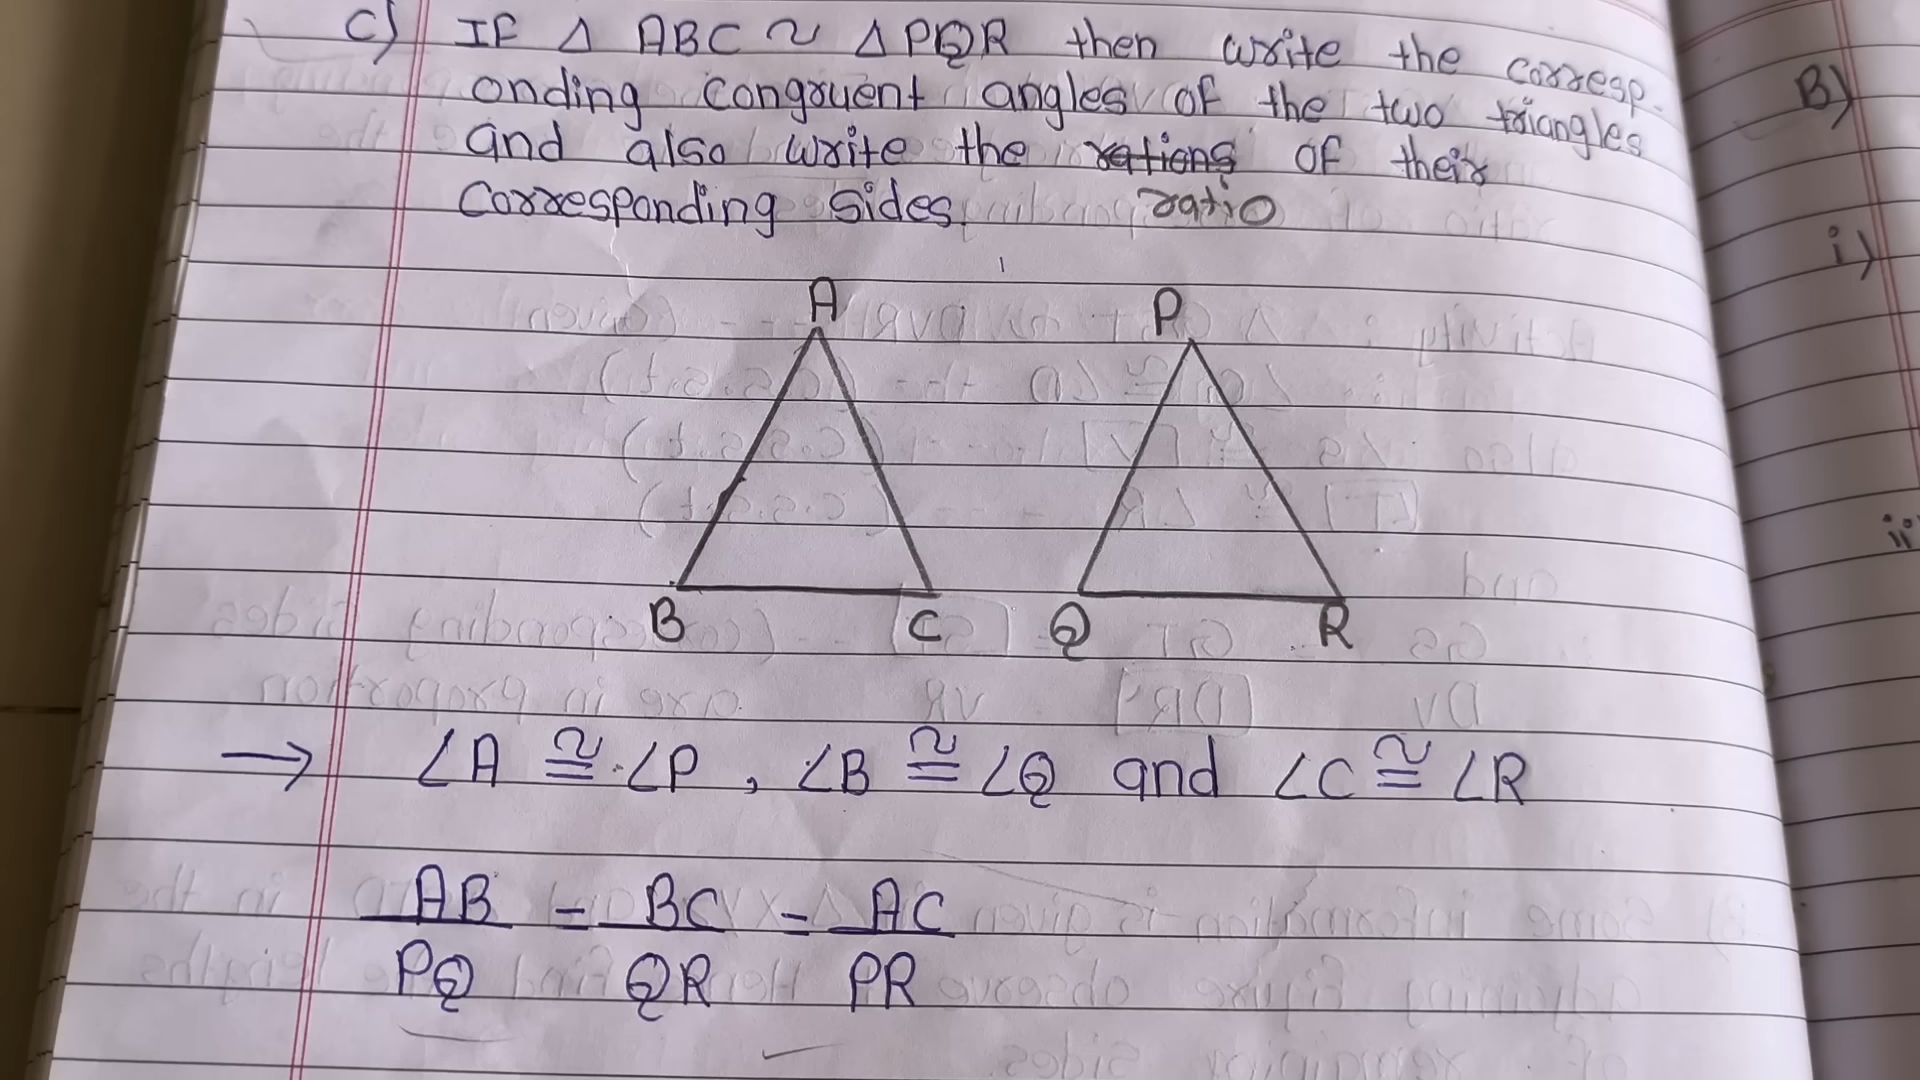 c) IF Δ ABC ~ ΔPQR then write the corresp-
onding congruent angles of the two triangles
and also write the rations of their
corresponding sides. ratio
A P
B C Q R
→ ∠A ≅ ∠P, ∠B ≅ ∠Q and ∠C ≅ ∠R
AB = BC = AC
PQ QR PR
B)
i)
ii